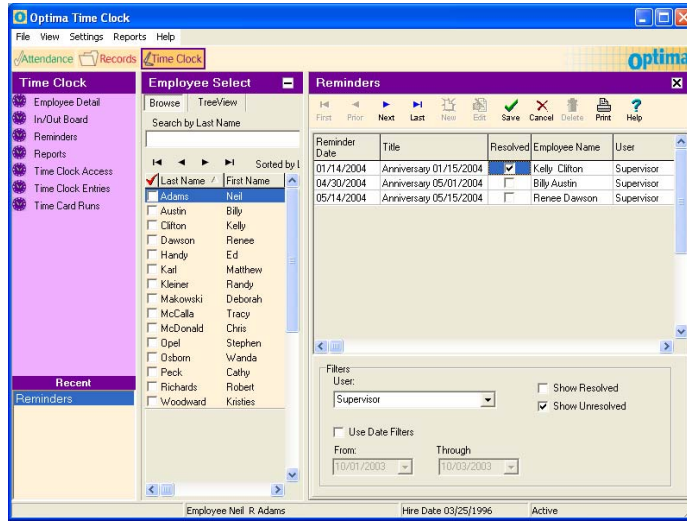 Optima Time Clock
File View Settings Reports Help
Attendance Records Time Clock
Optima
Time Clock
Employee Detail
In/Out Board
Reminders
Reports
Time Clock Access
Time Clock Entries
Time Card Runs
Recent
Reminders
Employee Select
Browse TreeView
Search by Last Name
Sorted by L
Last Name / First Name
Adams Neil
Austin Billy
Clifton Kelly
Dawson Renee
Handy Ed
Karl Matthew
Kleiner Randy
Makowski Deborah
McCalla Tracy
McDonald Chris
Opel Stephen
Osborn Wanda
Peck Cathy
Richards Robert
Woodward Kristies
Reminders
First Prior Next Last New Edit Save Cancel Delete Print Help
Reminder Date Title Resolved Employee Name User
01/14/2004 Anniversary 01/15/2004 Kelly Clifton Supervisor
04/30/2004 Anniversary 05/01/2004 Billy Austin Supervisor
05/14/2004 Anniversary 05/15/2004 Renee Dawson Supervisor
Filters
User:
Supervisor
Show Resolved
Show Unresolved
Use Date Filters
From: Through
10/01/2003 10/03/2003
Employee Neil R Adams Hire Date 03/25/1996 Active